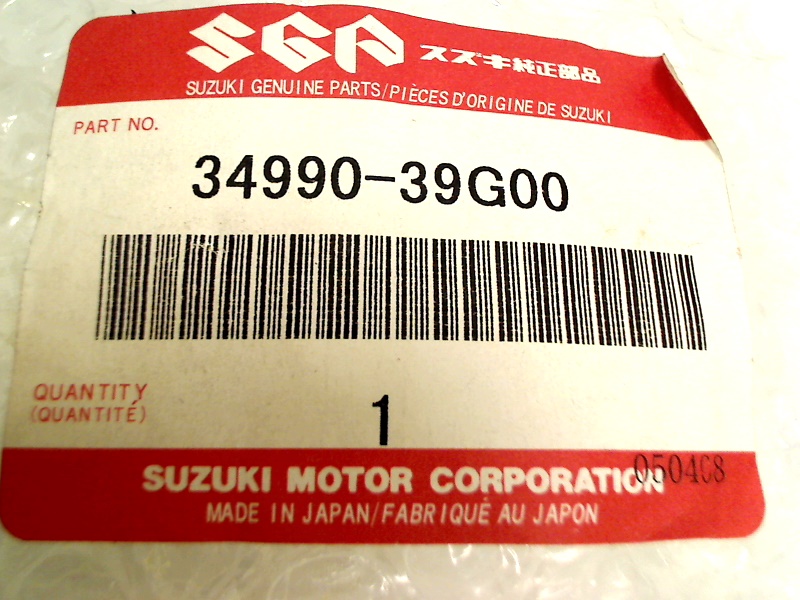 SGP スズキ純正部品
SUZUKI GENUINE PARTS/PIÈCES D'ORIGINE DE SUZUKI
PART NO.
34990-39G00
QUANTITY
(QUANTITÉ)
1
SUZUKI MOTOR CORPORATION
050408
MADE IN JAPAN/FABRIQUÉ AU JAPON